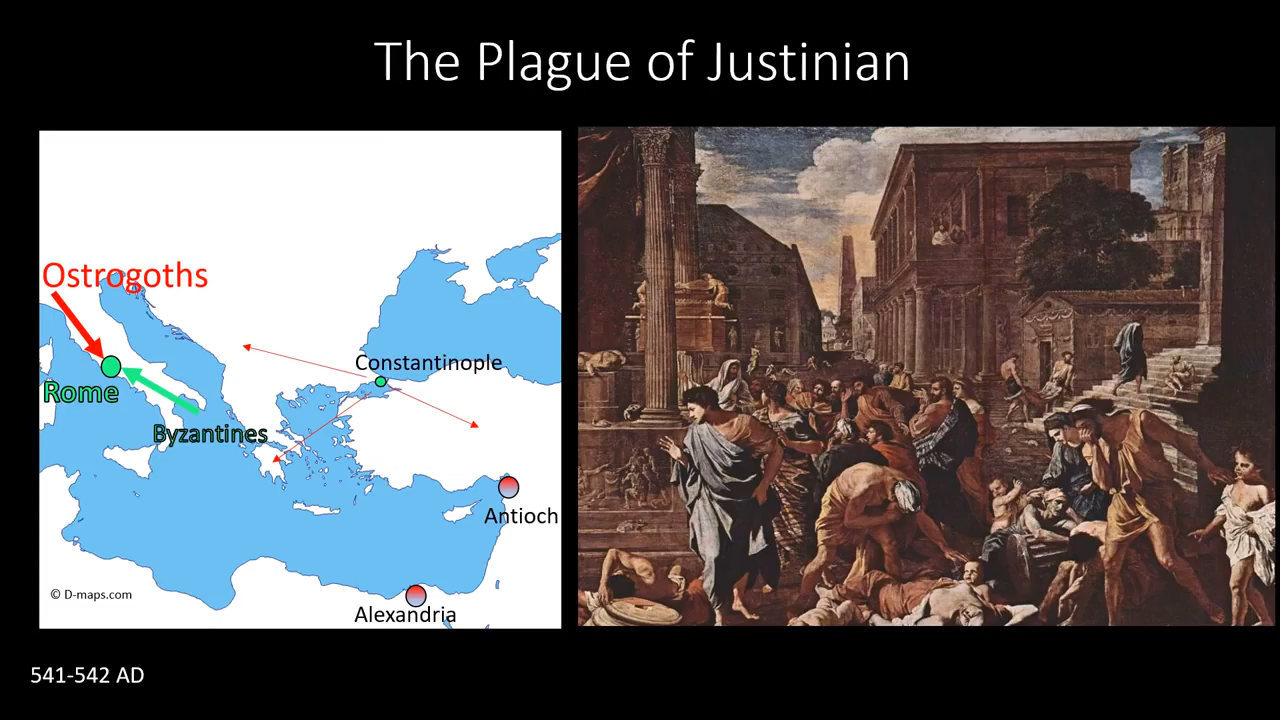 The Plague of Justinian
Ostrogoths
Constantinople
Rome
Byzantines
Antioch
© D-maps.com
Alexandria
541-542 AD